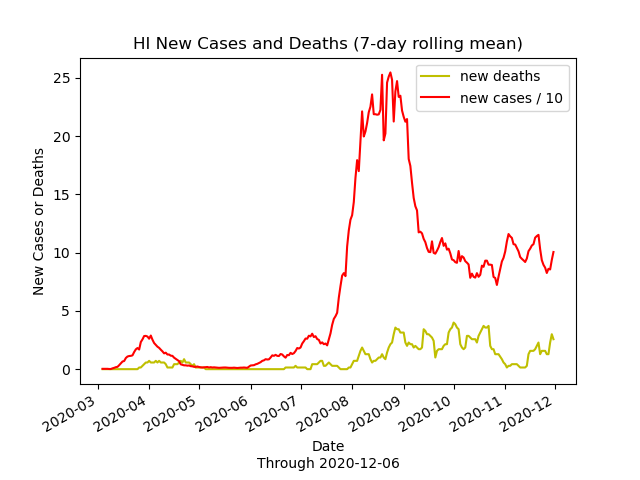 HI New Cases and Deaths (7-day rolling mean)
new deaths
new cases / 10
New Cases or Deaths
25
20
15
10
5
0
2020-03
2020-04
2020-05
2020-06
2020-07
2020-08
2020-09
2020-10
2020-11
2020-12
Date
Through 2020-12-06